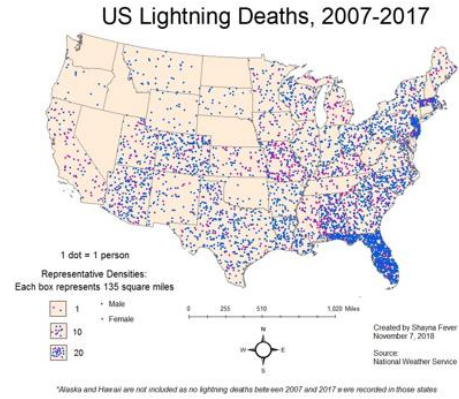 US Lightning Deaths, 2007-2017
1 dot = 1 person
Representative Densities:
Each box represents 135 square miles
1
10
20
Male
Female
0 255 510 1,020 Miles
N
W E
S
Created by Shayna Fever
November 7, 2018
Source:
National Weather Service
*Alaska and Hawaii are not included as no lightning deaths between 2007 and 2017 were recorded in those states